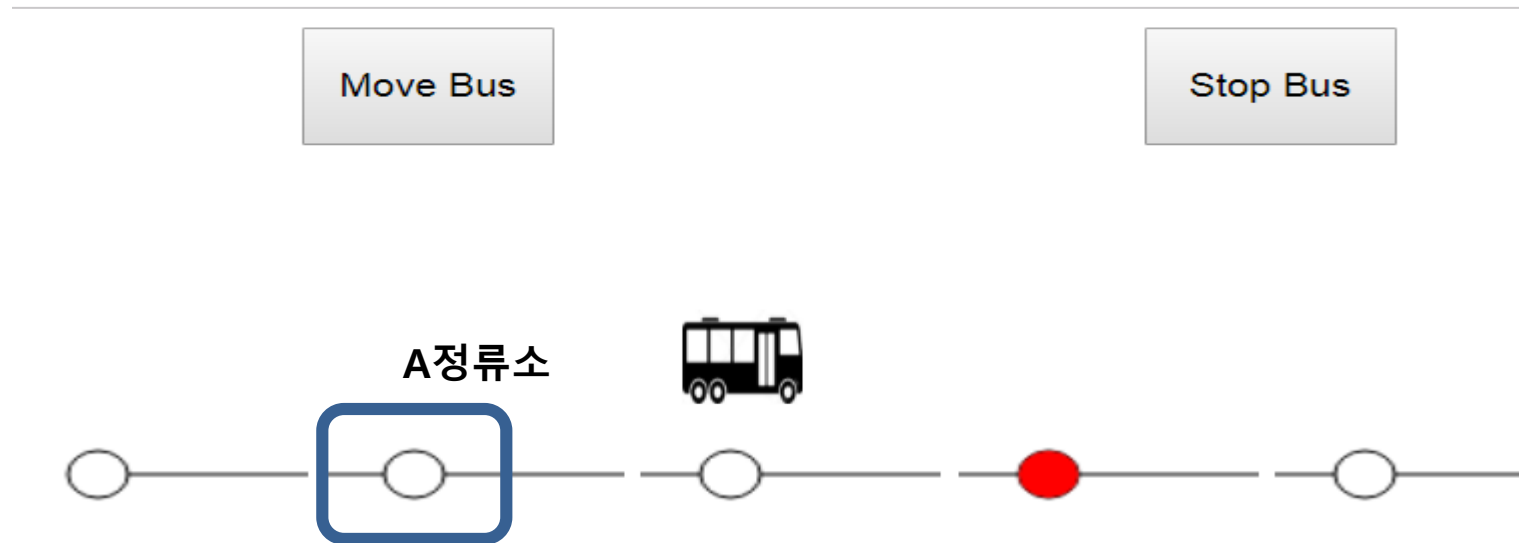 Move Bus
Stop Bus
A정류소